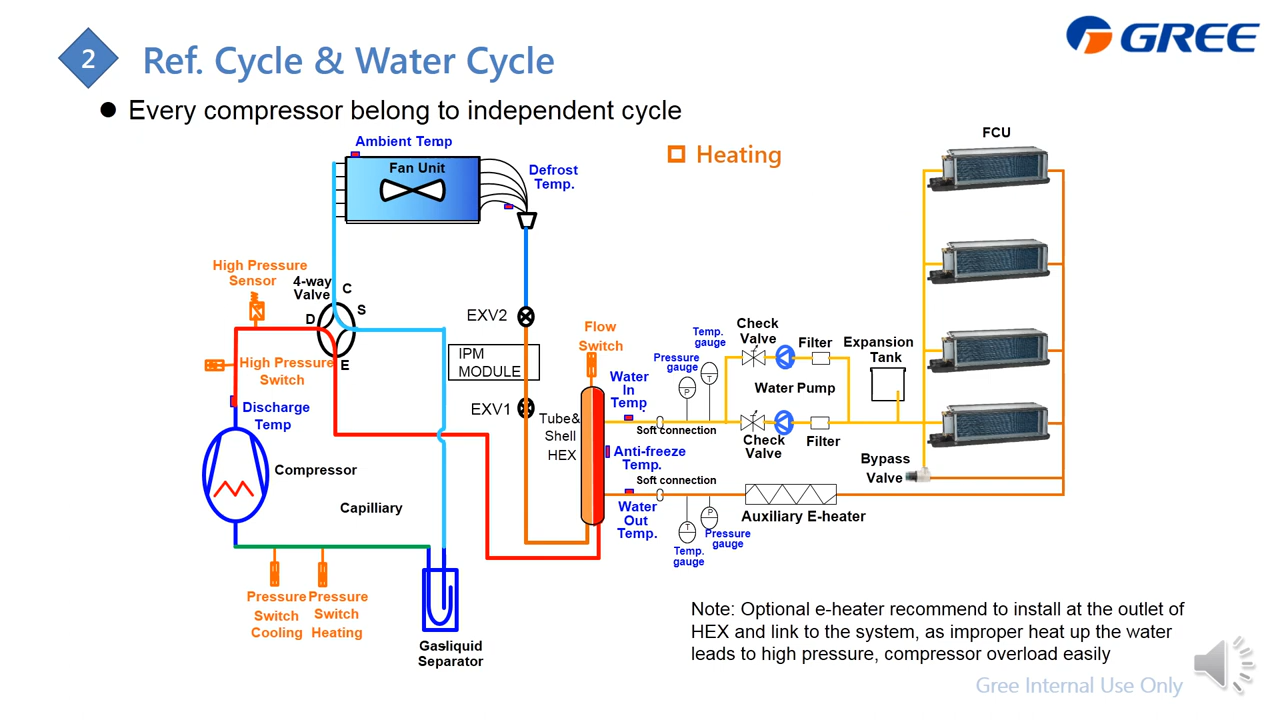 2
Ref. Cycle & Water Cycle
GREE
● Every compressor belong to independent cycle
Heating
Ambient Temp
Fan Unit
Defrost
Temp.
High Pressure
Sensor
4-way
Valve
C
S
D
E
High Pressure
Switch
Discharge
Temp
Compressor
Capilliary
Pressure
Switch
Cooling
Pressure
Switch
Heating
Gas-liquid
Separator
EXV2
IPM
MODULE
EXV1
Flow
Switch
Tube&
Shell
HEX
Water
In
Temp.
Anti-freeze
Temp.
Water
Out
Temp.
Soft connection
Soft connection
Pressure
gauge
P
Temp.
gauge
T
Check
Valve
Filter
Water Pump
Check
Valve
Filter
Expansion
Tank
FCU
Bypass
Valve
Auxiliary E-heater
T
Temp.
gauge
P
Pressure
gauge
Note: Optional e-heater recommend to install at the outlet of
HEX and link to the system, as improper heat up the water
leads to high pressure, compressor overload easily
Gree Internal Use Only